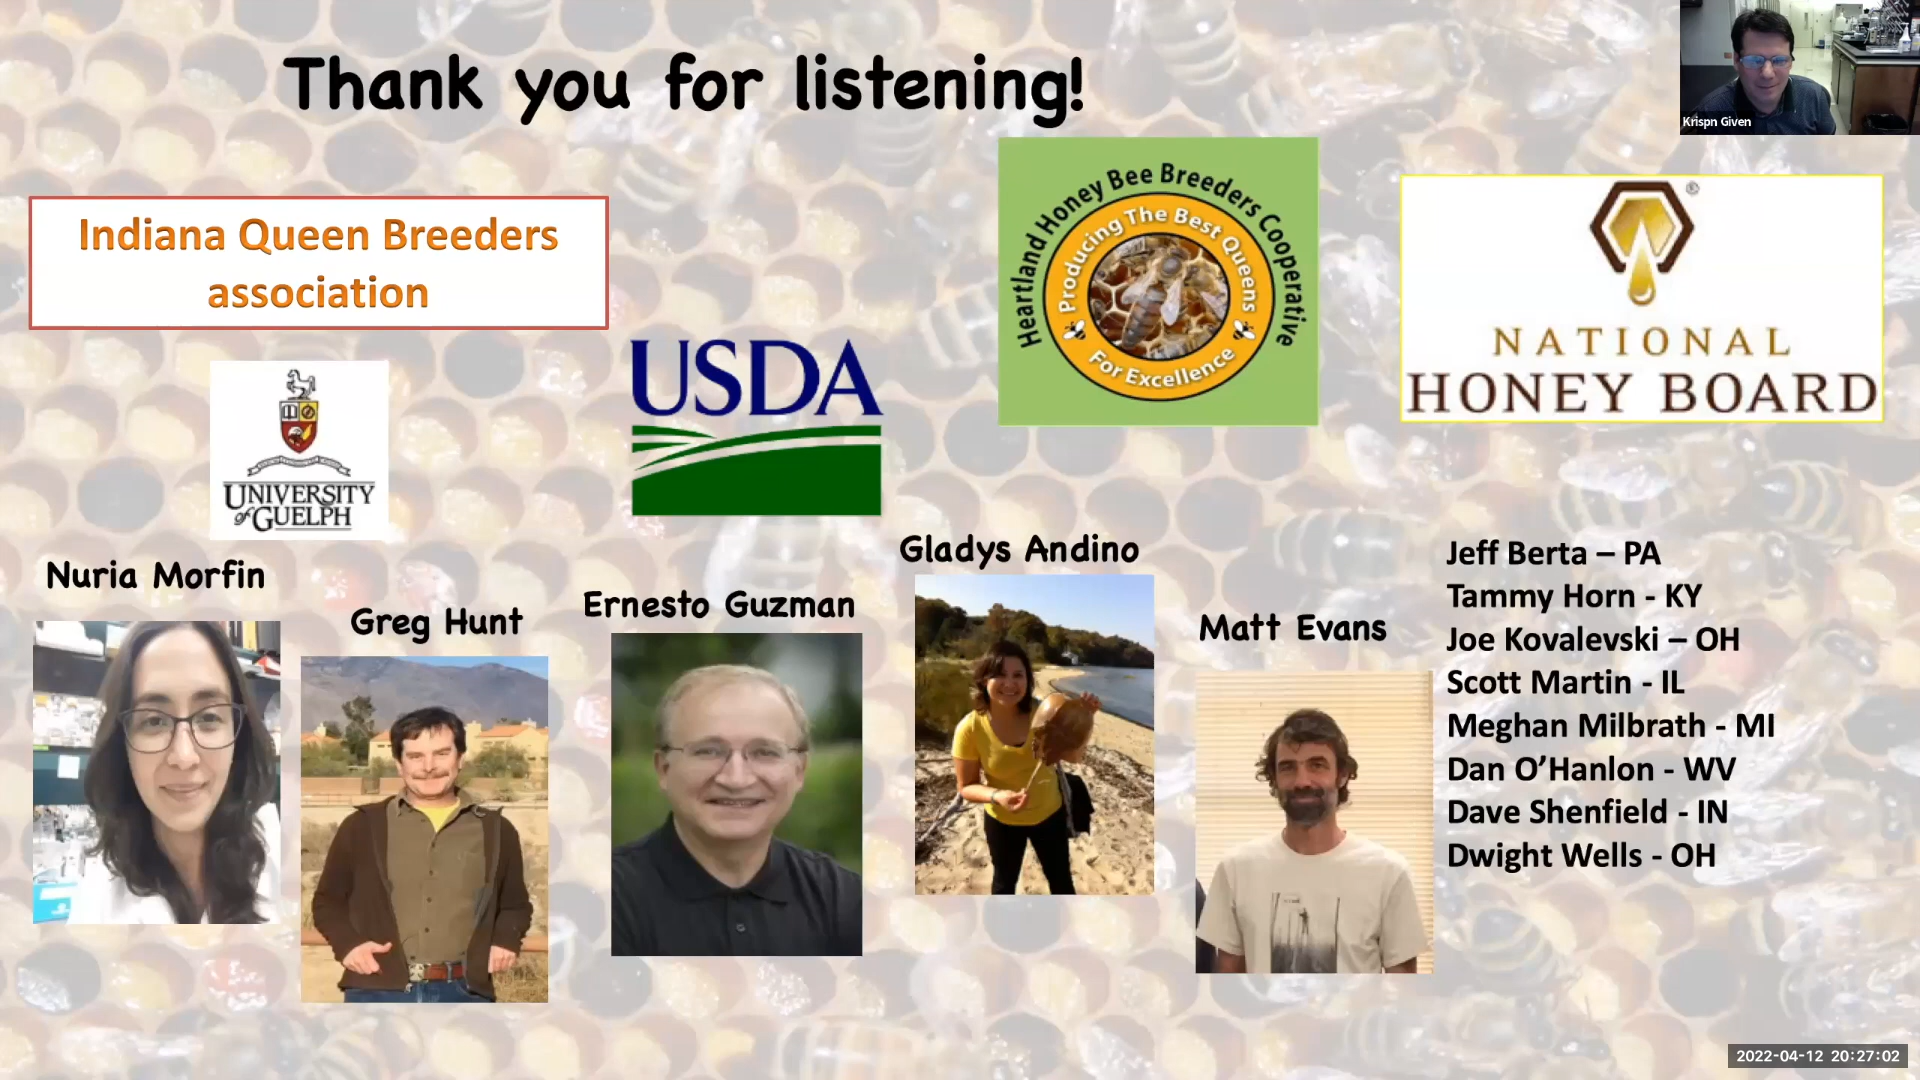 Thank you for listening!
Krispn Given
Indiana Queen Breeders
association
Heartland Honey Bee Breeders Cooperative
Producing The Best Queens
For Excellence
®
NATIONAL
HONEY BOARD
USDA
UNIVERSITY
of GUELPH
Nuria Morfin
Greg Hunt
Ernesto Guzman
Gladys Andino
Matt Evans
Jeff Berta – PA
Tammy Horn - KY
Joe Kovalevski – OH
Scott Martin - IL
Meghan Milbrath - MI
Dan O’Hanlon - WV
Dave Shenfield - IN
Dwight Wells - OH
2022-04-12 20:27:02